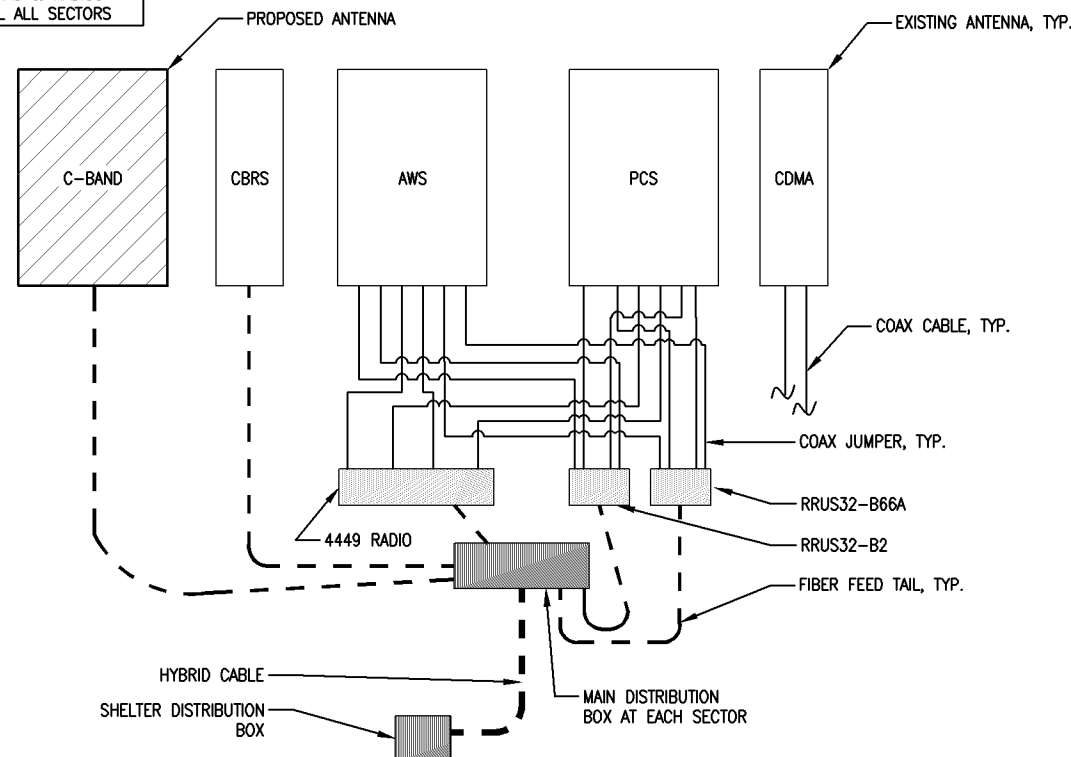 L ALL SECTORS
PROPOSED ANTENNA
EXISTING ANTENNA, TYP.
C-BAND
CBRS
AWS
PCS
CDMA
COAX CABLE, TYP.
COAX JUMPER, TYP.
RRUS32-B66A
4449 RADIO
RRUS32-B2
FIBER FEED TAIL, TYP.
HYBRID CABLE
MAIN DISTRIBUTION
BOX AT EACH SECTOR
SHELTER DISTRIBUTION
BOX